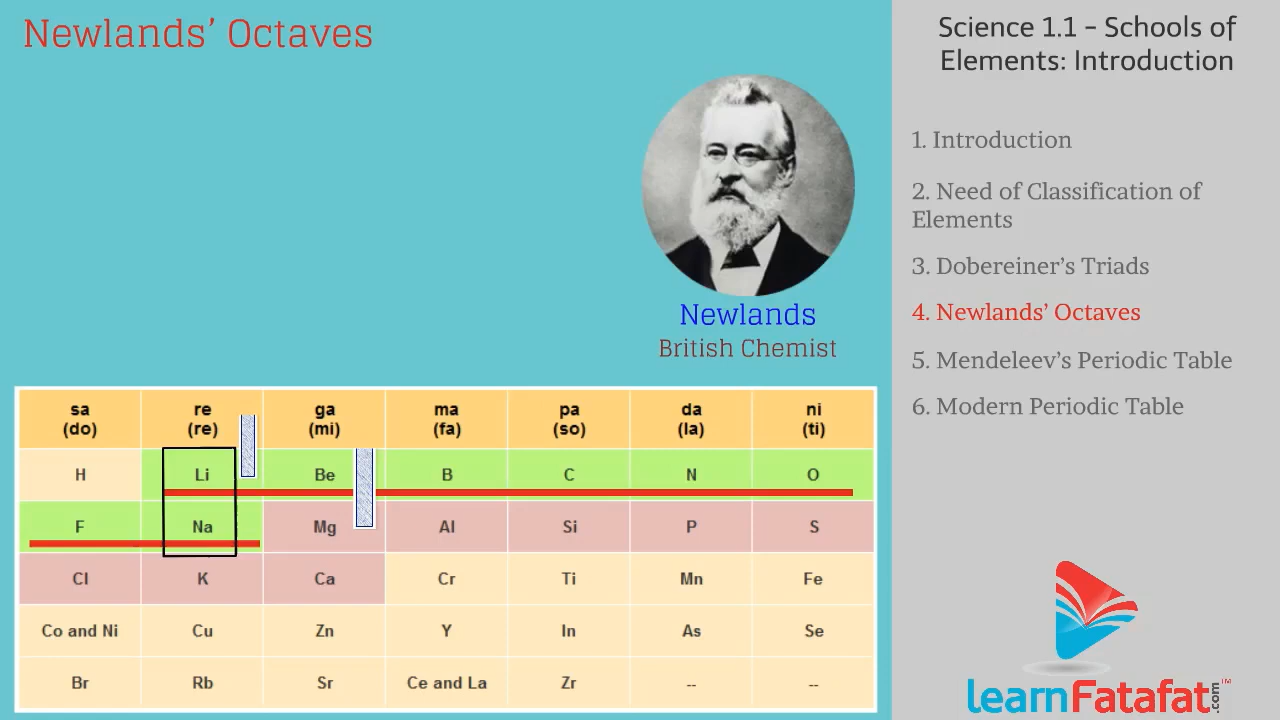 Newlands’ Octaves
Newlands
British Chemist
sa re ga ma pa da ni
(do) (re) (mi) (fa) (so) (la) (ti)
H Li Be B C N O
F Na Mg Al Si P S
Cl K Ca Cr Ti Mn Fe
Co and Ni Cu Zn Y In As Se
Br Rb Sr Ce and La Zr -- --
Science 1.1 – Schools of
Elements: Introduction
1. Introduction
2. Need of Classification of
Elements
3. Dobereiner’s Triads
4. Newlands’ Octaves
5. Mendeleev’s Periodic Table
6. Modern Periodic Table
learnFatafat.com™